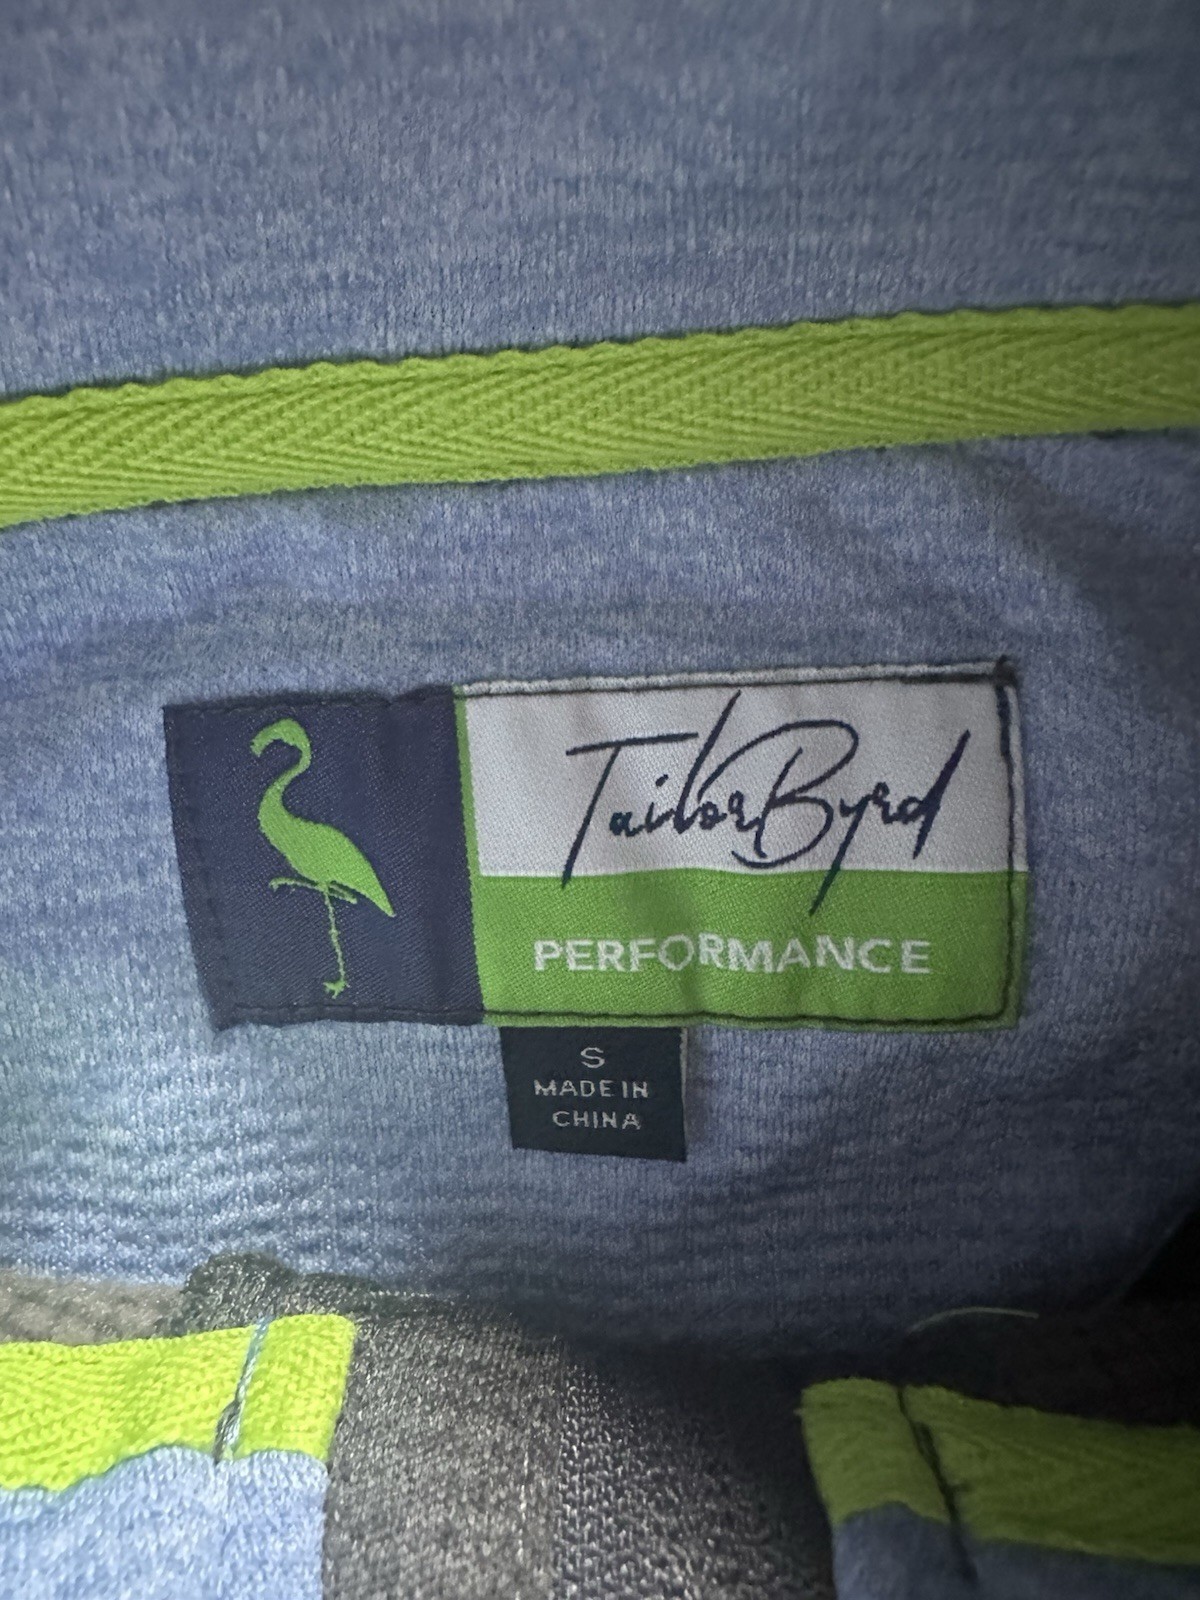 TailorByrd
PERFORMANCE
S
MADE IN
CHINA